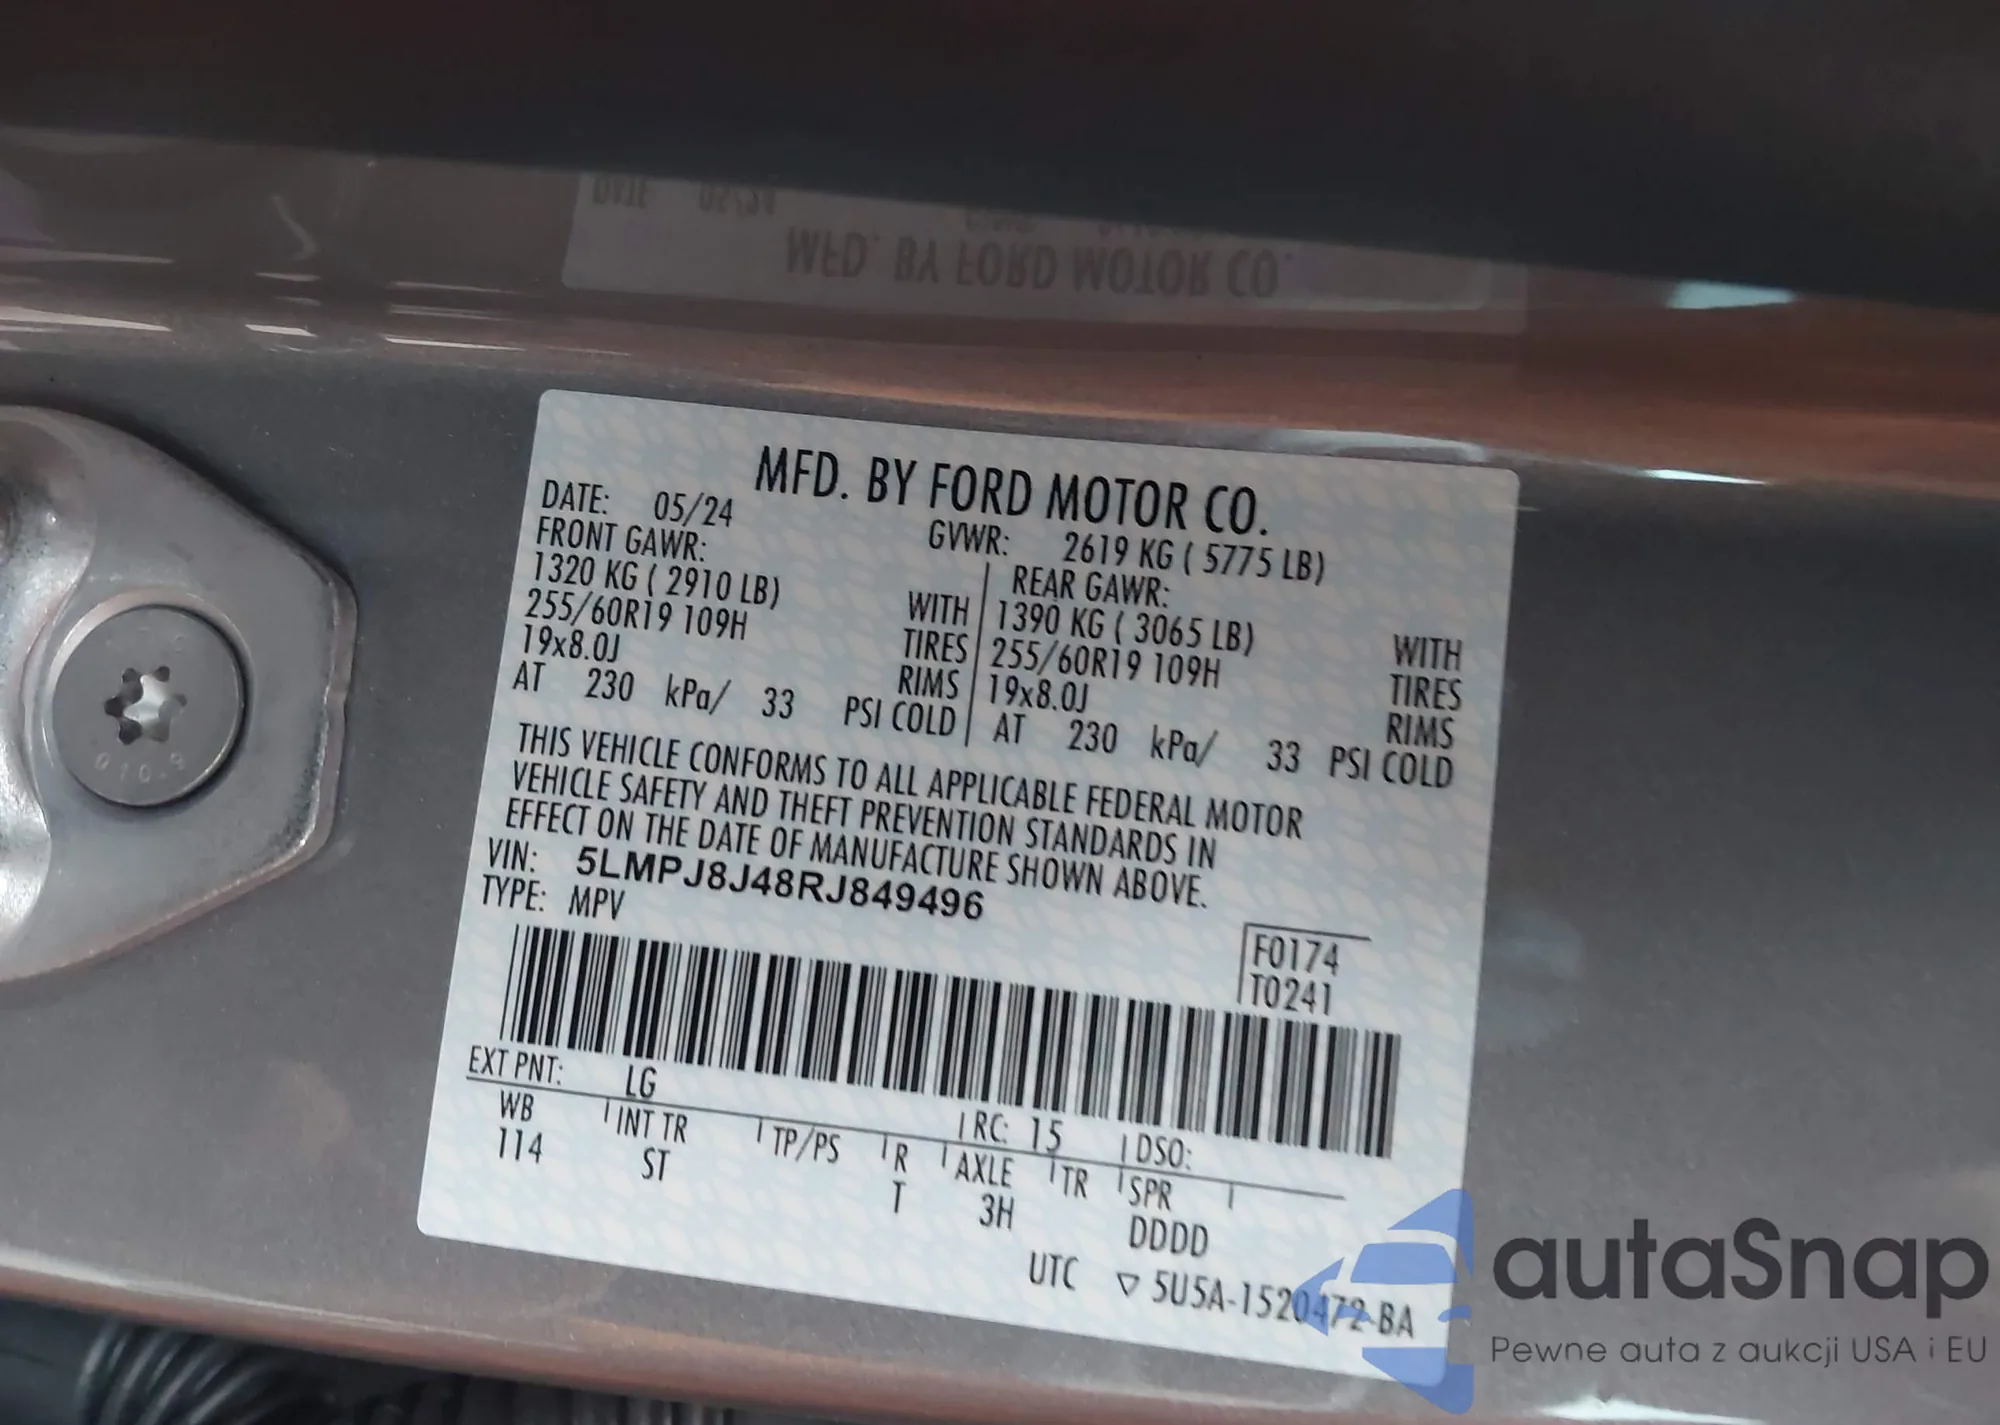 MFD. BY FORD MOTOR CO.
DATE: 05/24 GVWR: 2619 KG ( 5775 LB)
FRONT GAWR: REAR GAWR:
1320 KG ( 2910 LB) WITH 1390 KG ( 3065 LB) WITH
255/60R19 109H TIRES 255/60R19 109H TIRES
19x8.0J RIMS 19x8.0J RIMS
AT 230 kPa/ 33 PSI COLD AT 230 kPa/ 33 PSI COLD
THIS VEHICLE CONFORMS TO ALL APPLICABLE FEDERAL MOTOR
VEHICLE SAFETY AND THEFT PREVENTION STANDARDS IN
EFFECT ON THE DATE OF MANUFACTURE SHOWN ABOVE.
VIN: 5LMPJ8J48RJ849496
TYPE: MPV
F0174
T0241
EXT PNT: LG RC: 15 DSO:
WB INT TR TP/PS R AXLE TR SPR
114 ST T 3H DDDD
UTC ▽ 5U5A-1520472-BA
autaSnap
Pewne auta z aukcji USA i EU